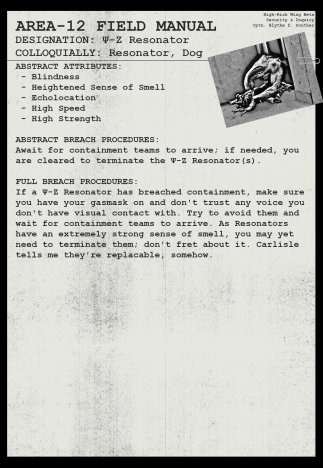 High-Risk Wing Beta
Security & Inquiry
Cptn. Blythe S. Souther
AREA-12 FIELD MANUAL
DESIGNATION: Ψ-Z Resonator
COLLOQUIALLY: Resonator, Dog
ABSTRACT ATTRIBUTES:
- Blindness
- Heightened Sense of Smell
- Echolocation
- High Speed
- High Strength
ABSTRACT BREACH PROCEDURES:
Await for containment teams to arrive; if needed, you
are cleared to terminate the Ψ-Z Resonator(s).
FULL BREACH PROCEDURES:
If a Ψ-Z Resonator has breached containment, make sure
you have your gasmask on and don't trust any voice you
don't have visual contact with. Try to avoid them and
wait for containment teams to arrive. As Resonators
have an extremely strong sense of smell, you may yet
need to terminate them; don't fret about it. Carlisle
tells me they're replacable, somehow.